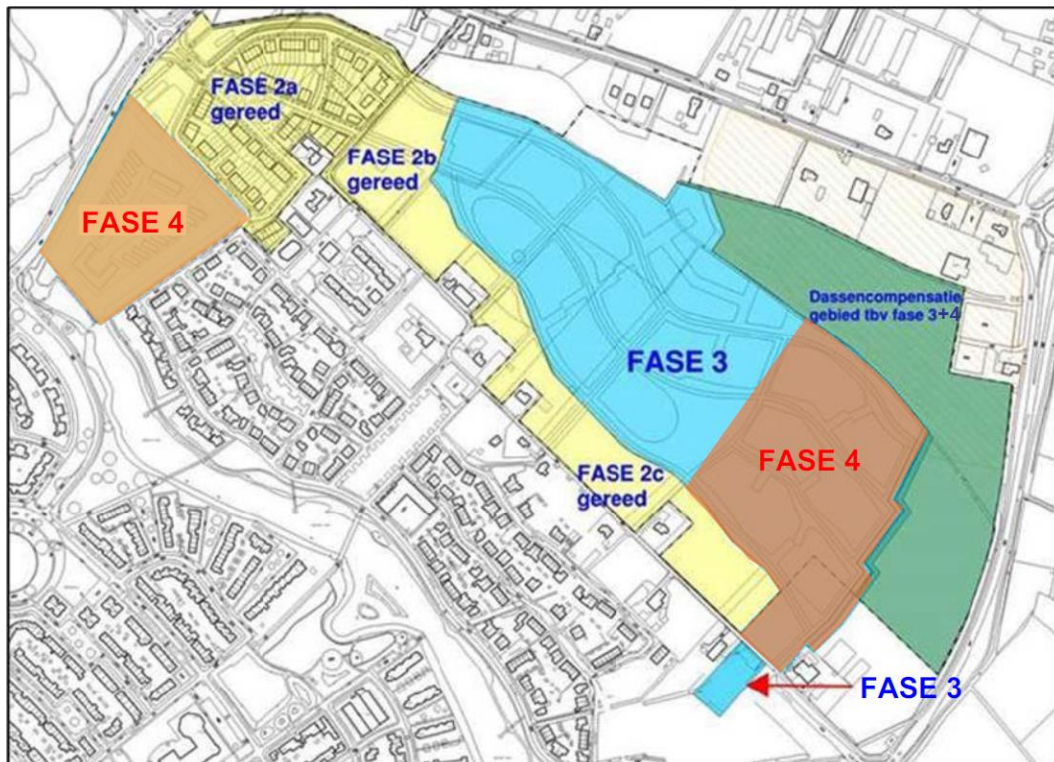 FASE 2a
gereed
FASE 2b
gereed
FASE 4
Dassencompensatie
gebied tbv fase 3+4
FASE 3
FASE 4
FASE 2c
gereed
FASE 3